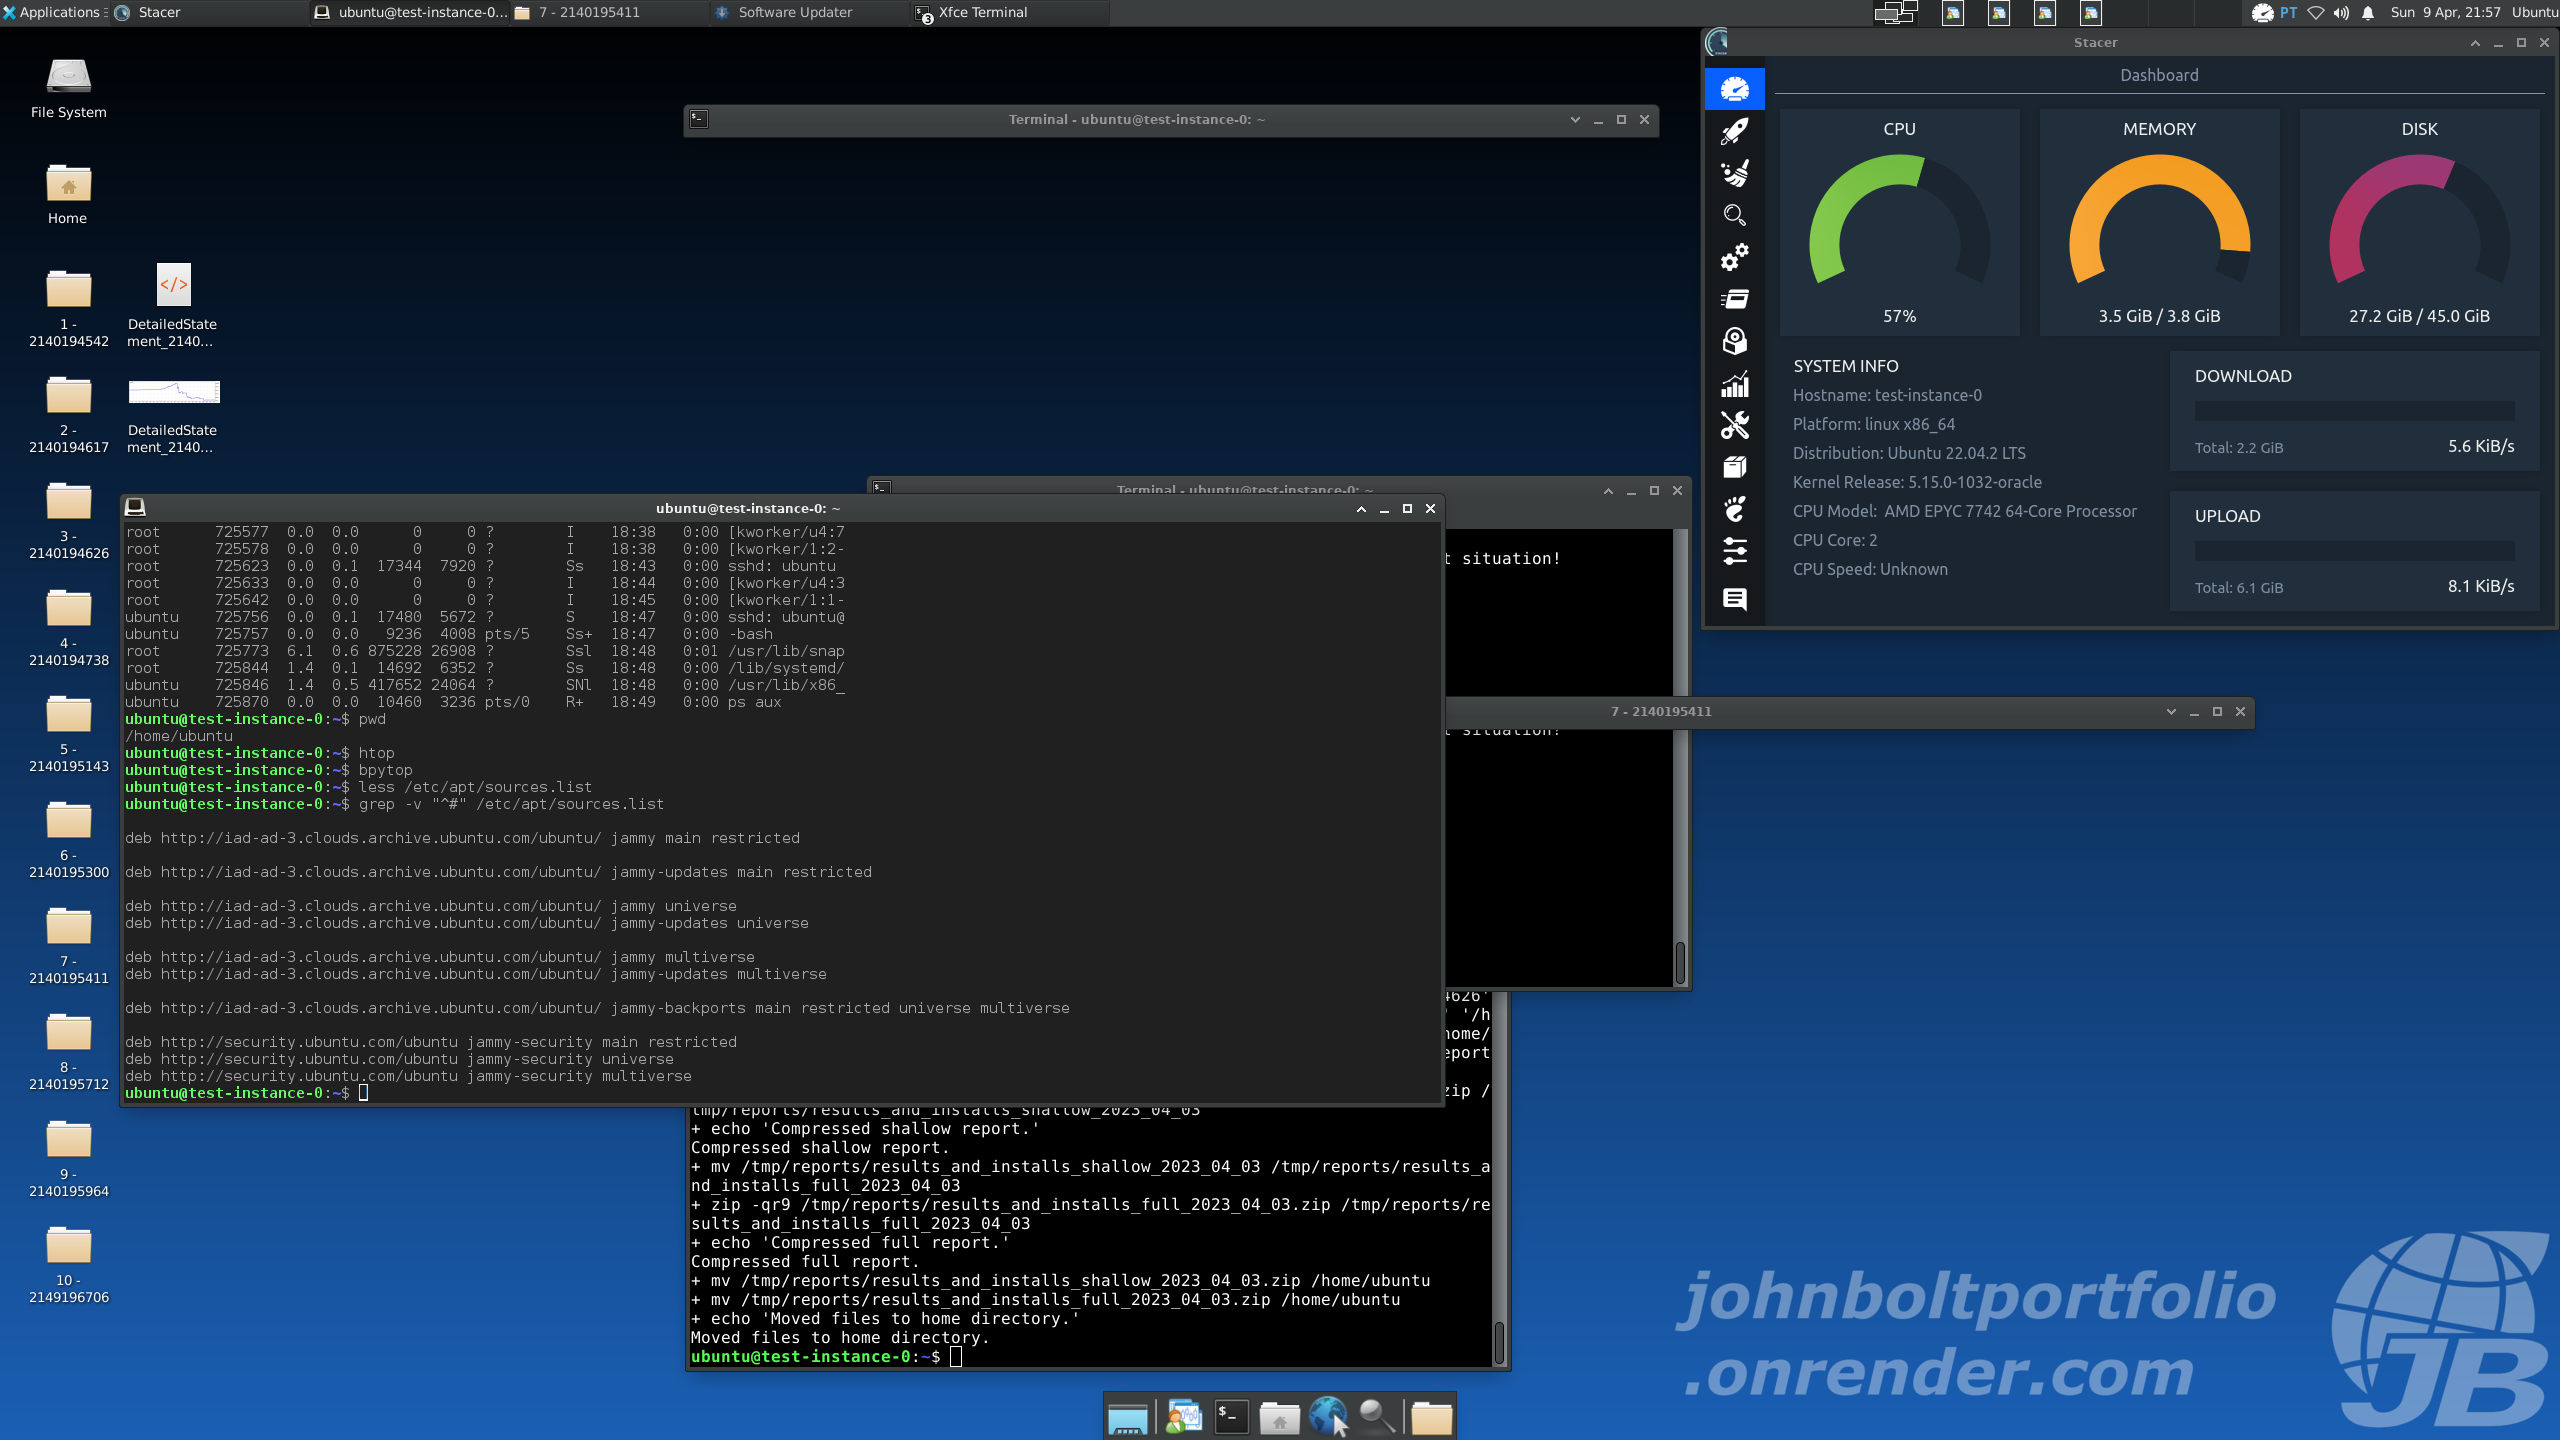 Applications
Stacer
ubuntu@test-instance-0...
7 - 2140195411
Software Updater
3
Xfce Terminal
PT
Sun 9 Apr, 21:57
Ubuntu
File System
Home
1 -
2140194542
2 -
2140194617
3 -
2140194626
4 -
2140194738
5 -
2140195143
6 -
2140195300
7 -
2140195411
8 -
2140195712
9 -
2140195964
10 -
2149196706
DetailedState
ment_2140...
DetailedState
ment_2140...
Terminal - ubuntu@test-instance-0: ~
Terminal - ubuntu@test-instance-0: ~
t situation!
t situation!
7 - 2140195411
ubuntu@test-instance-0: ~
root 725577 0.0 0.0 0 0 ? I 18:38 0:00 [kworker/u4:7
root 725578 0.0 0.0 0 0 ? I 18:38 0:00 [kworker/1:2-
root 725623 0.0 0.1 17344 7920 ? Ss 18:43 0:00 sshd: ubuntu
root 725633 0.0 0.0 0 0 ? I 18:44 0:00 [kworker/u4:3
root 725642 0.0 0.0 0 0 ? I 18:45 0:00 [kworker/1:1-
ubuntu 725756 0.0 0.1 17480 5672 ? S 18:47 0:00 sshd: ubuntu@
ubuntu 725757 0.0 0.0 9236 4008 pts/5 Ss+ 18:47 0:00 -bash
root 725773 6.1 0.6 875228 26908 ? Ssl 18:48 0:01 /usr/lib/snap
root 725844 1.4 0.1 14692 6352 ? Ss 18:48 0:00 /lib/systemd/
ubuntu 725846 1.4 0.5 417652 24064 ? SNl 18:48 0:00 /usr/lib/x86_
ubuntu 725870 0.0 0.0 10460 3236 pts/0 R+ 18:49 0:00 ps aux
ubuntu@test-instance-0:~$ pwd
/home/ubuntu
ubuntu@test-instance-0:~$ htop
ubuntu@test-instance-0:~$ bpytop
ubuntu@test-instance-0:~$ less /etc/apt/sources.list
ubuntu@test-instance-0:~$ grep -v "^#" /etc/apt/sources.list
deb http://iad-ad-3.clouds.archive.ubuntu.com/ubuntu/ jammy main restricted
deb http://iad-ad-3.clouds.archive.ubuntu.com/ubuntu/ jammy-updates main restricted
deb http://iad-ad-3.clouds.archive.ubuntu.com/ubuntu/ jammy universe
deb http://iad-ad-3.clouds.archive.ubuntu.com/ubuntu/ jammy-updates universe
deb http://iad-ad-3.clouds.archive.ubuntu.com/ubuntu/ jammy multiverse
deb http://iad-ad-3.clouds.archive.ubuntu.com/ubuntu/ jammy-updates multiverse
deb http://iad-ad-3.clouds.archive.ubuntu.com/ubuntu/ jammy-backports main restricted universe multiverse
deb http://security.ubuntu.com/ubuntu jammy-security main restricted
deb http://security.ubuntu.com/ubuntu jammy-security universe
deb http://security.ubuntu.com/ubuntu jammy-security multiverse
ubuntu@test-instance-0:~$
4626'
' '/h
home/
eport
zip /
tmp/reports/results_and_installs_shallow_2023_04_03
+ echo 'Compressed shallow report.'
Compressed shallow report.
+ mv /tmp/reports/results_and_installs_shallow_2023_04_03 /tmp/reports/results_a
nd_installs_full_2023_04_03
+ zip -qr9 /tmp/reports/results_and_installs_full_2023_04_03.zip /tmp/reports/re
sults_and_installs_full_2023_04_03
+ echo 'Compressed full report.'
Compressed full report.
+ mv /tmp/reports/results_and_installs_shallow_2023_04_03.zip /home/ubuntu
+ mv /tmp/reports/results_and_installs_full_2023_04_03.zip /home/ubuntu
+ echo 'Moved files to home directory.'
Moved files to home directory.
ubuntu@test-instance-0:~$
Stacer
Dashboard
CPU
57%
MEMORY
3.5 GiB / 3.8 GiB
DISK
27.2 GiB / 45.0 GiB
SYSTEM INFO
Hostname: test-instance-0
Platform: linux x86_64
Distribution: Ubuntu 22.04.2 LTS
Kernel Release: 5.15.0-1032-oracle
CPU Model: AMD EPYC 7742 64-Core Processor
CPU Core: 2
CPU Speed: Unknown
DOWNLOAD
Total: 2.2 GiB
5.6 KiB/s
UPLOAD
Total: 6.1 GiB
8.1 KiB/s
johnboltportfolio
.onrender.com
JB